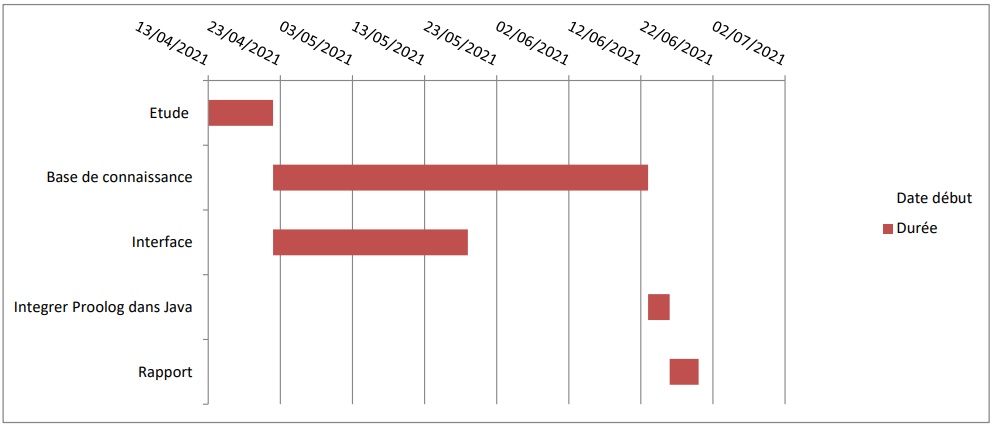 13/04/2021
23/04/2021
03/05/2021
13/05/2021
23/05/2021
02/06/2021
12/06/2021
22/06/2021
02/07/2021
Etude
Base de connaissance
Interface
Integrer Proolog dans Java
Rapport
Date début
Durée